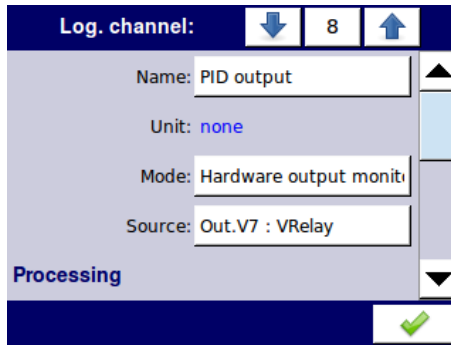 Log. channel: 8
Name: PID output
Unit: none
Mode: Hardware output monit
Source: Out.V7 : VRelay
Processing